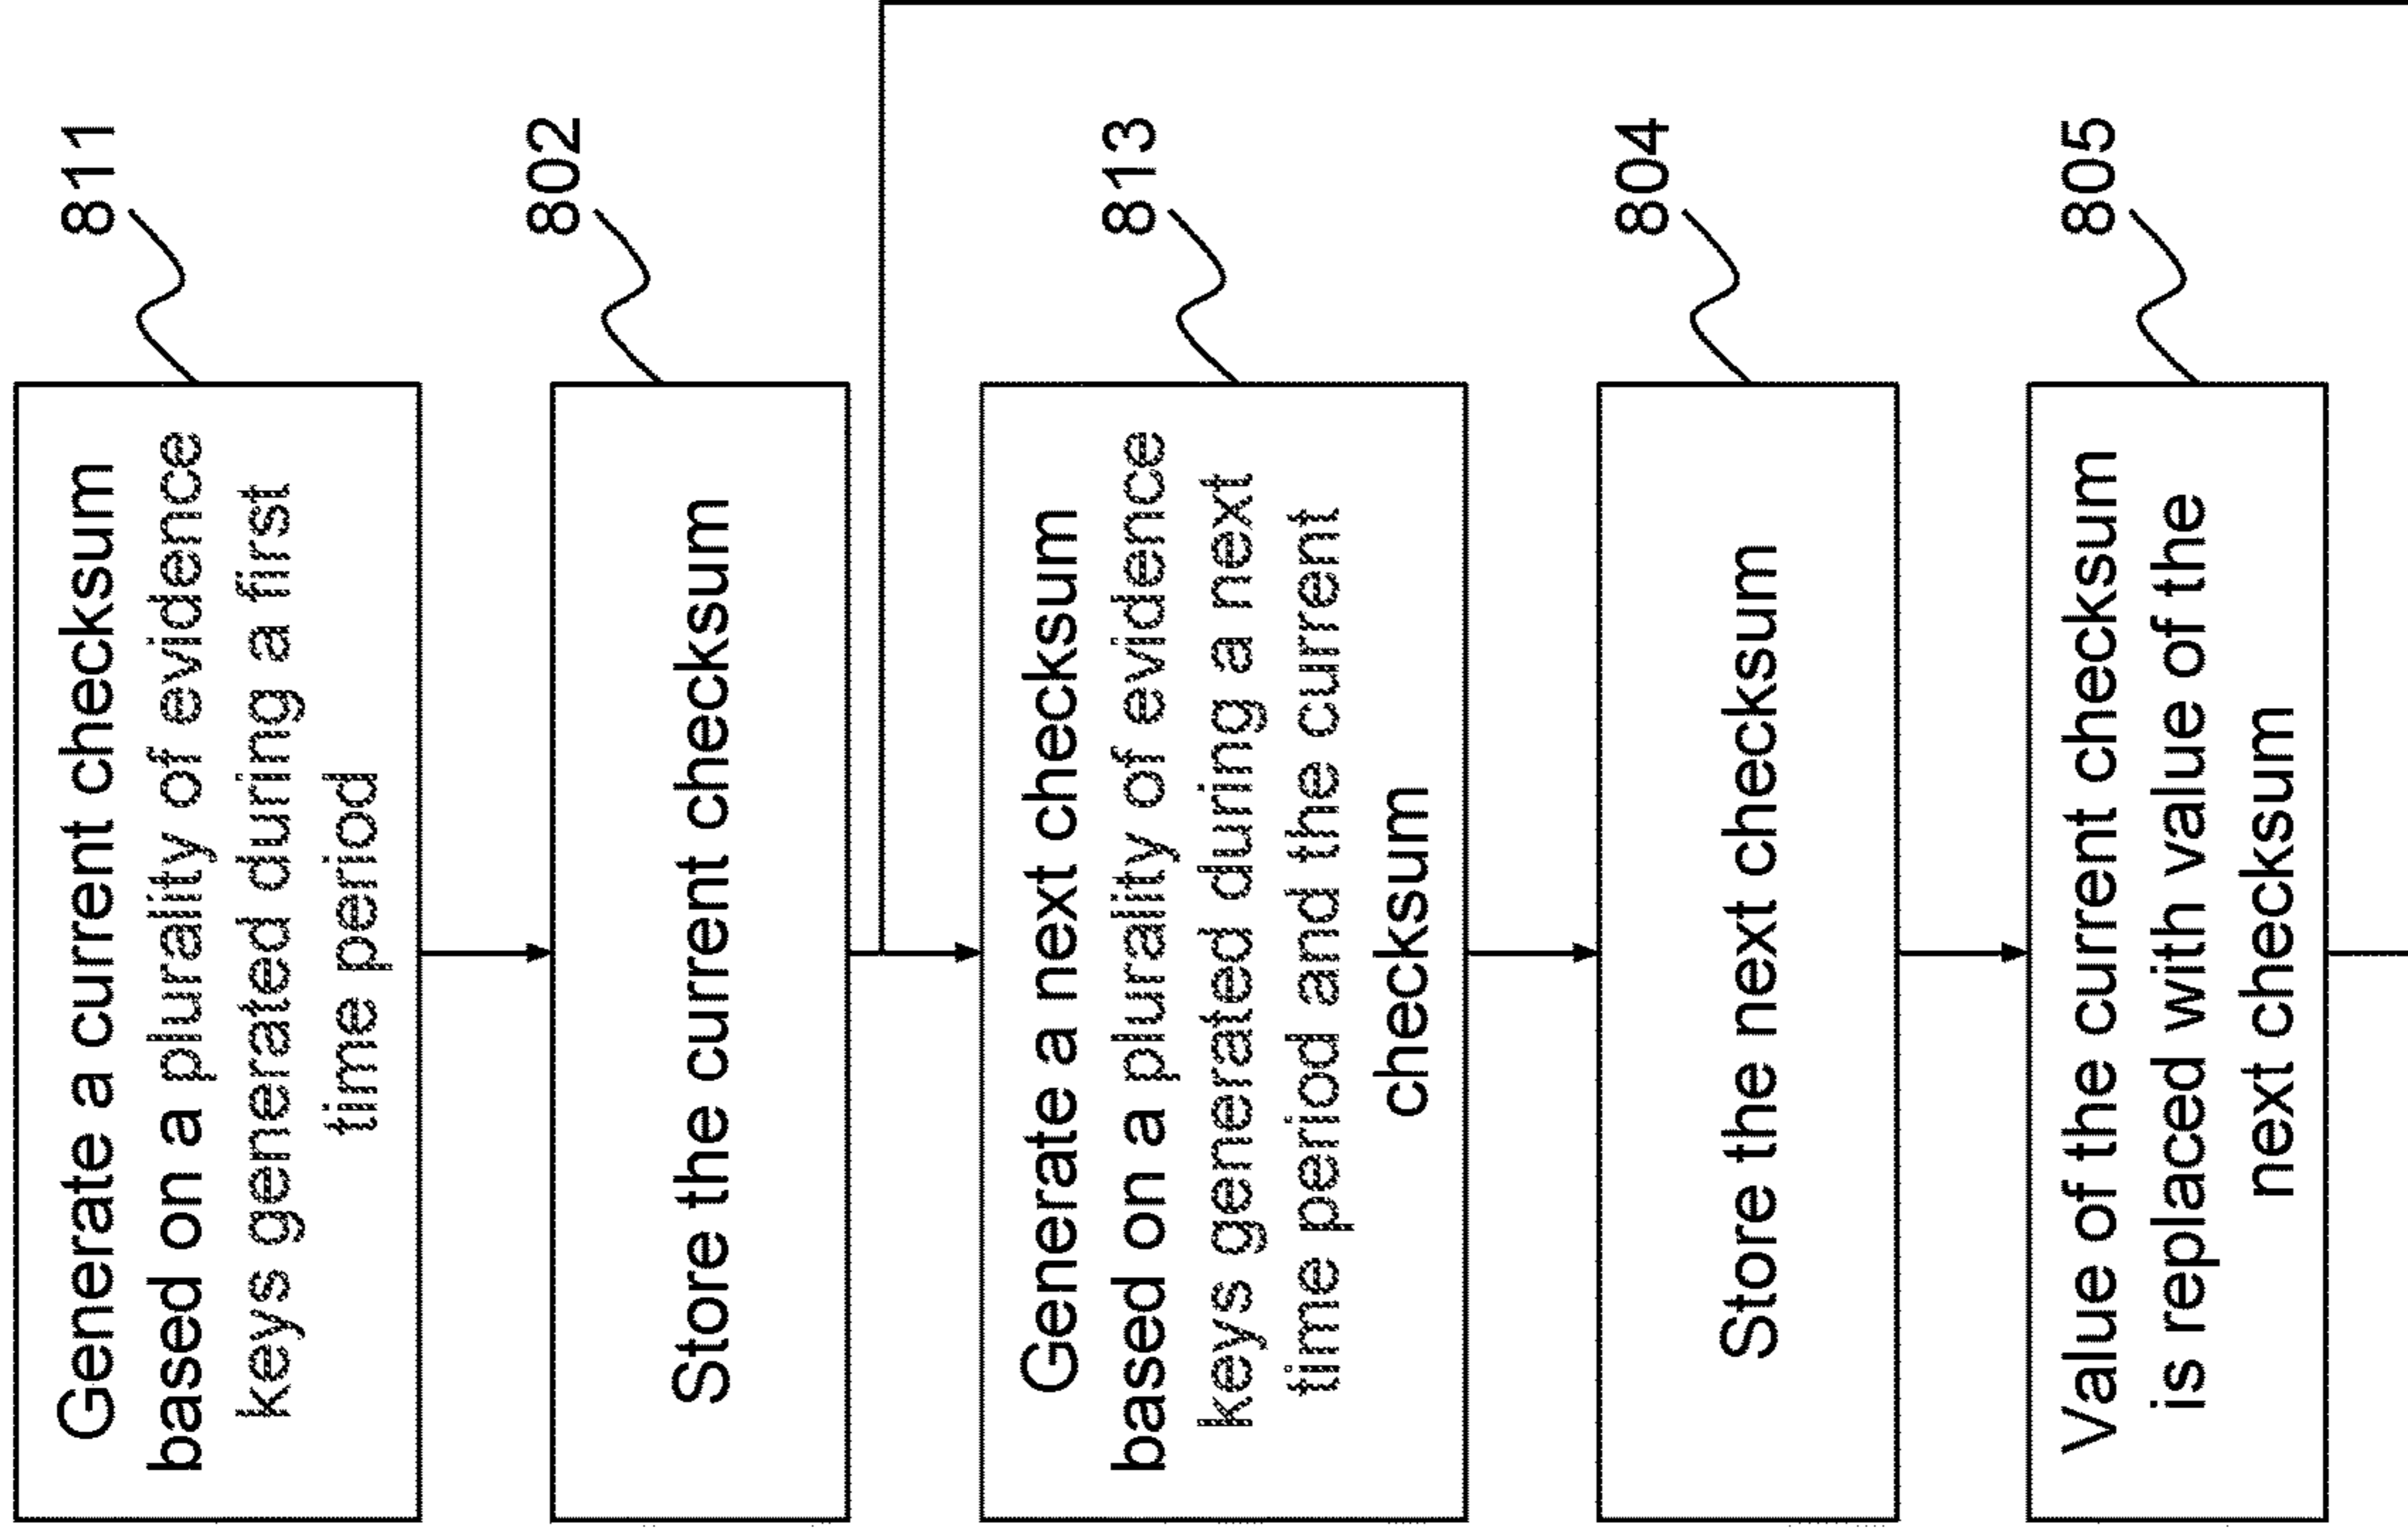 Generate a current checksum
based on a plurality of evidence
keys generated during a first
time period
811
Store the current checksum
802
Generate a next checksum
based on a plurality of evidence
keys generated during a next
time period and the current
checksum
813
Store the next checksum
804
Value of the current checksum
is replaced with value of the
next checksum
805